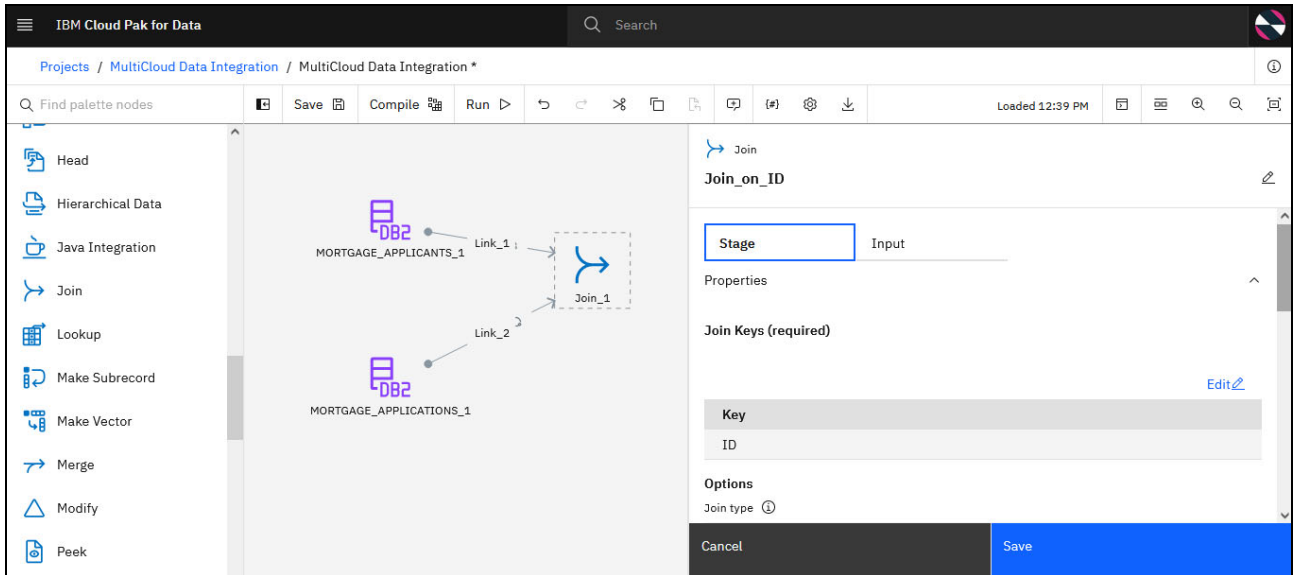 IBM Cloud Pak for Data
Search
Projects / MultiCloud Data Integration / MultiCloud Data Integration *
Find palette nodes
Save
Compile
Run
{#}
Loaded 12:39 PM
Head
Hierarchical Data
Java Integration
Join
Lookup
Make Subrecord
Make Vector
Merge
Modify
Peek
DB2
MORTGAGE_APPLICANTS_1
Link_1
Join_1
Link_2
DB2
MORTGAGE_APPLICATIONS_1
Join
Join_on_ID
Stage
Input
Properties
Join Keys (required)
Edit
Key
ID
Options
Join type
Cancel
Save